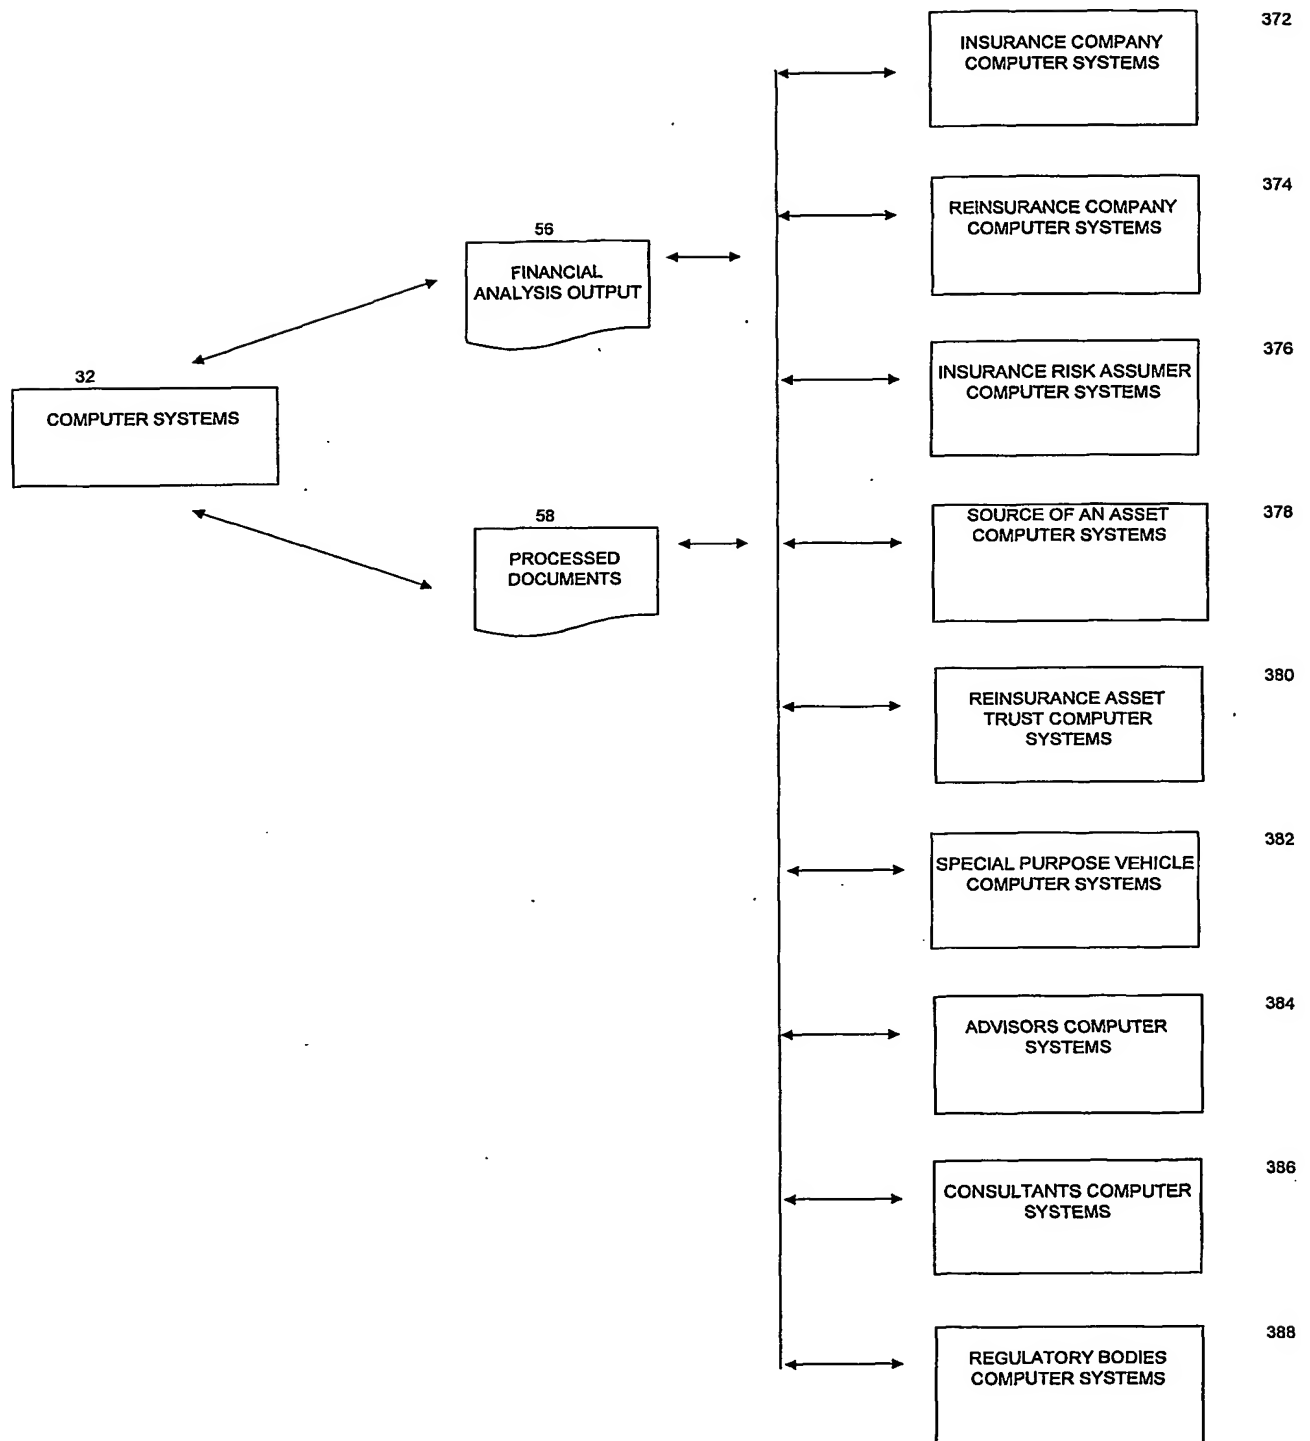 372
INSURANCE COMPANY
COMPUTER SYSTEMS
374
REINSURANCE COMPANY
COMPUTER SYSTEMS
56
FINANCIAL
ANALYSIS OUTPUT
376
INSURANCE RISK ASSUMER
COMPUTER SYSTEMS
32
COMPUTER SYSTEMS
378
SOURCE OF AN ASSET
COMPUTER SYSTEMS
58
PROCESSED
DOCUMENTS
380
REINSURANCE ASSET
TRUST COMPUTER
SYSTEMS
382
SPECIAL PURPOSE VEHICLE
COMPUTER SYSTEMS
384
ADVISORS COMPUTER
SYSTEMS
386
CONSULTANTS COMPUTER
SYSTEMS
388
REGULATORY BODIES
COMPUTER SYSTEMS